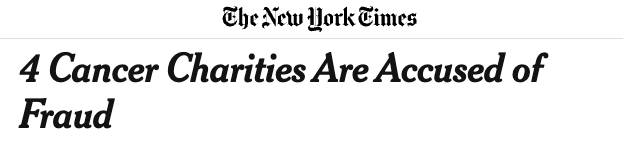 The New York Times
4 Cancer Charities Are Accused of
Fraud